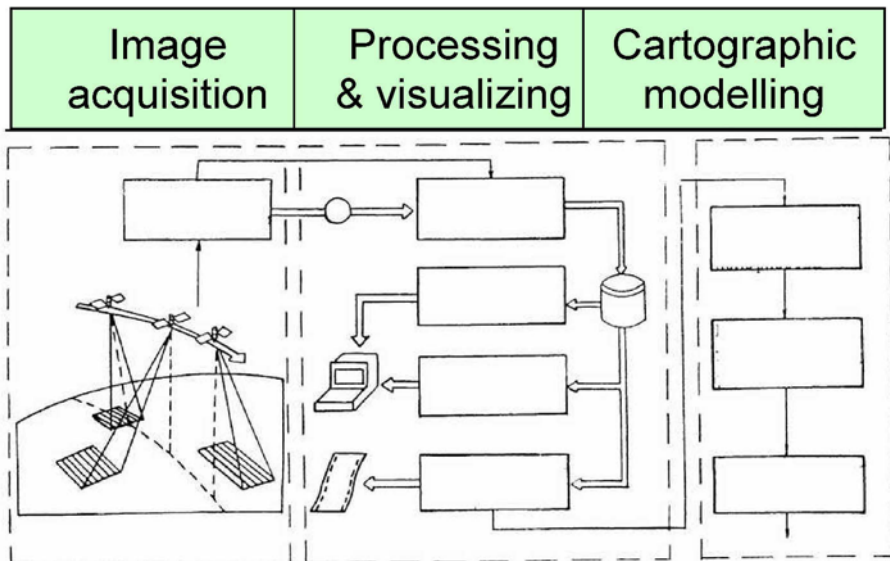 Image
acquisition
Processing
& visualizing
Cartographic
modelling